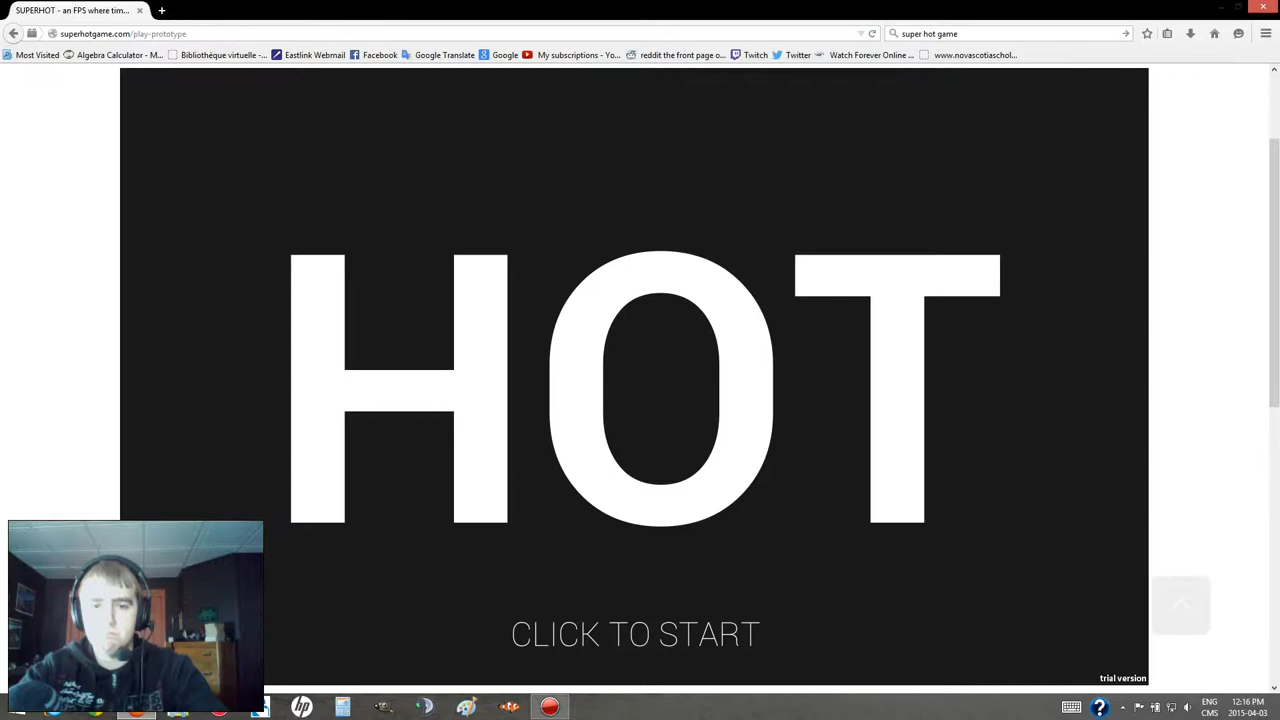 SUPERHOT - an FPS where tim...
superhotgame.com/play-prototype
super hot game
Most Visited
Algebra Calculator - M...
Bibliothèque virtuelle -...
Eastlink Webmail
Facebook
Google Translate
Google
My subscriptions - Yo...
reddit the front page o...
Twitch
Twitter
Watch Forever Online ...
www.novascotiaschol...
HOT
CLICK TO START
trial version
hp
ENG
CMS
12:16 PM
2015-04-03